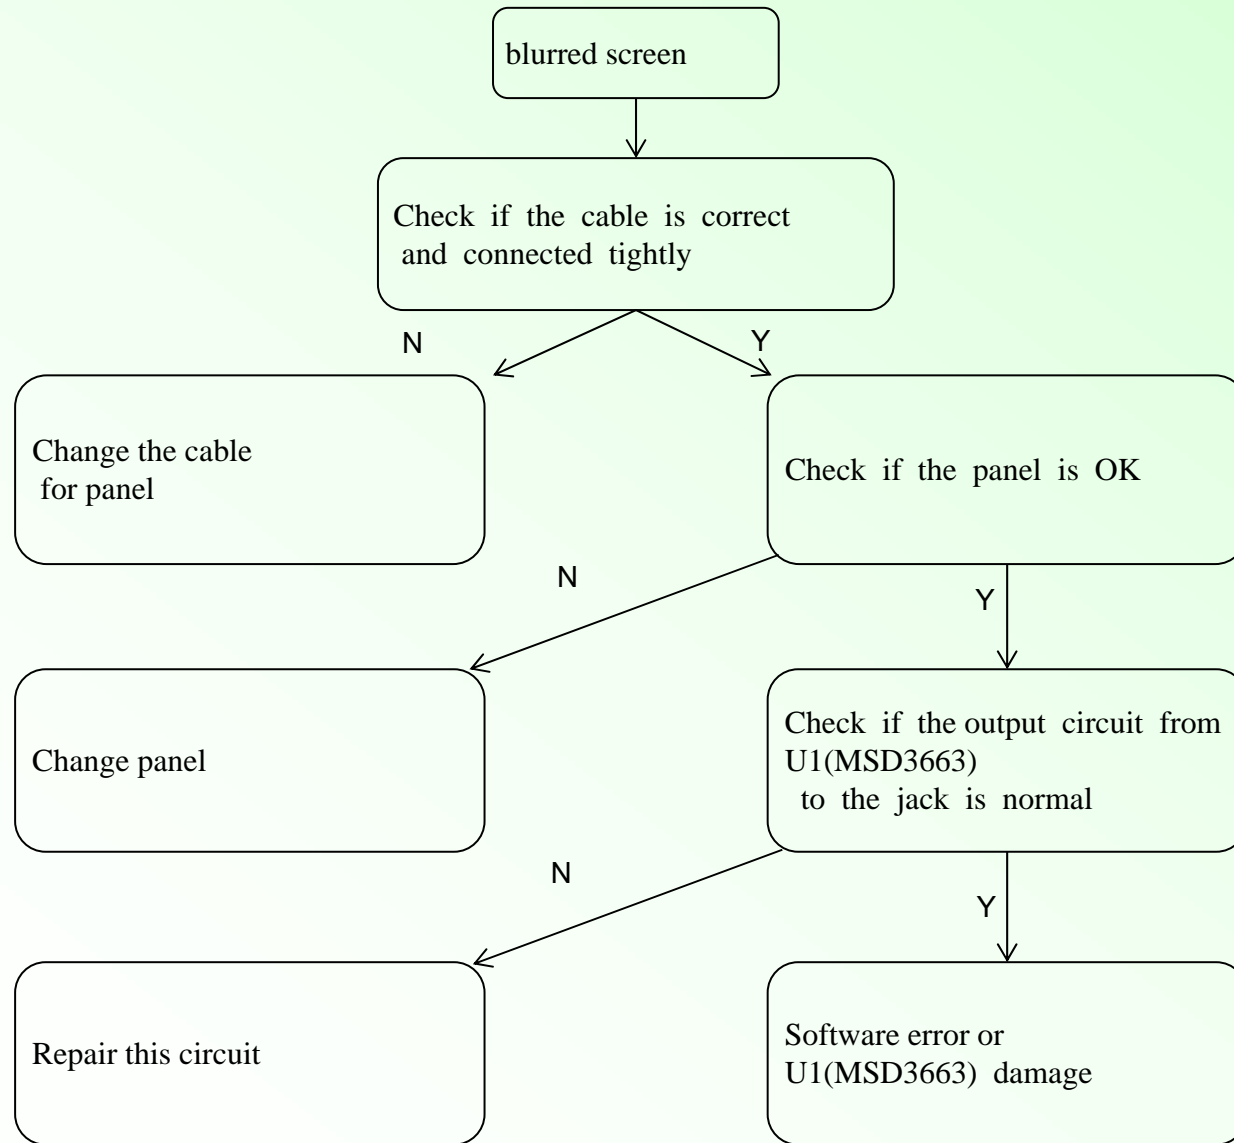 blurred screen
Check if the cable is correct
and connected tightly
N
Y
Change the cable
for panel
Check if the panel is OK
N
Y
Change panel
Check if the output circuit from
U1(MSD3663)
to the jack is normal
N
Y
Repair this circuit
Software error or
U1(MSD3663) damage